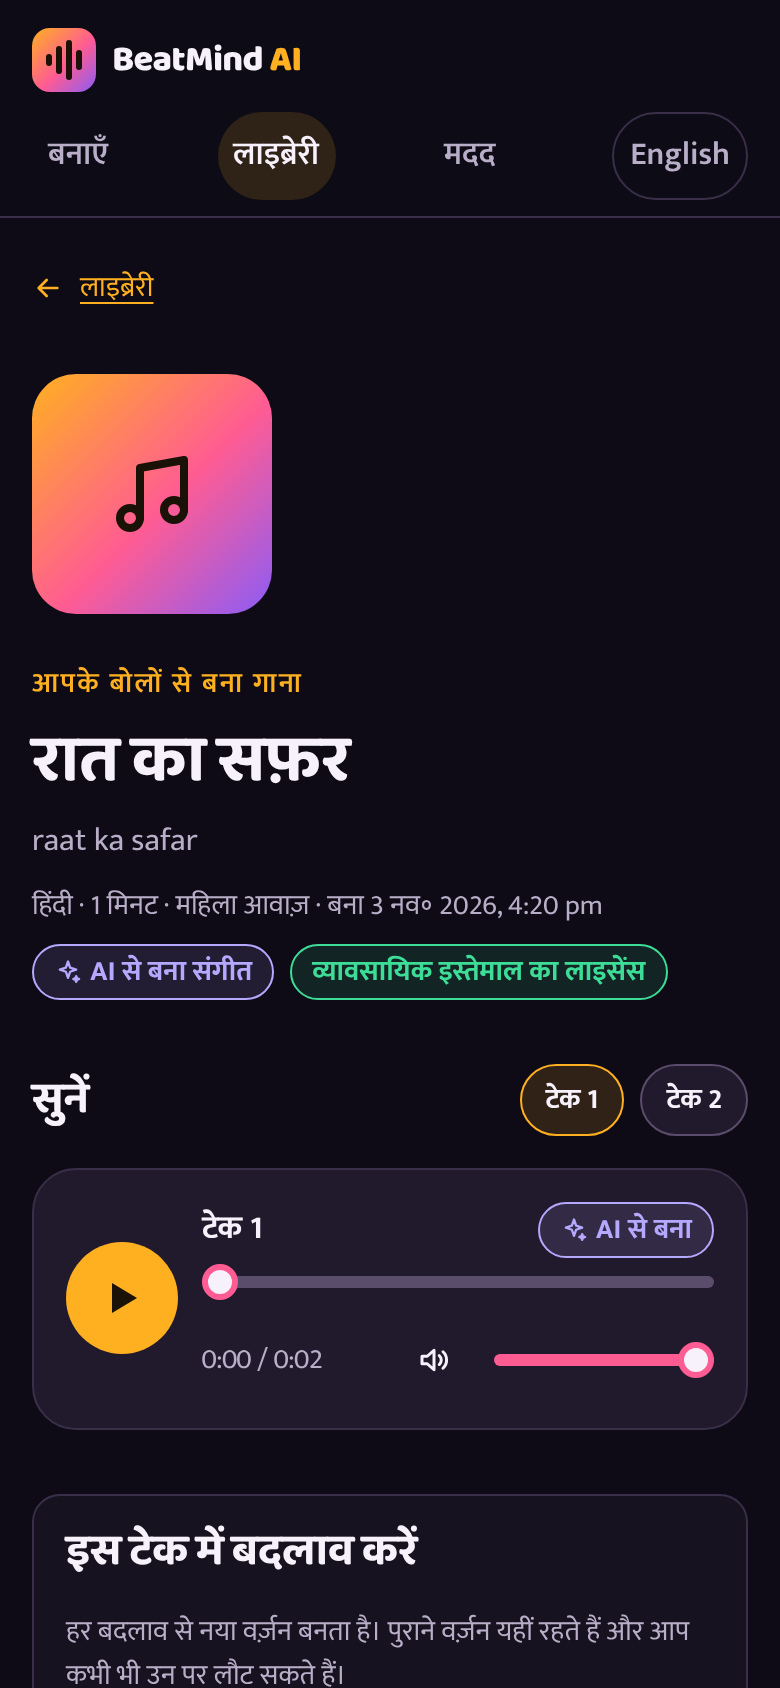 BeatMind AI
बनाएँ लाइब्रेरी मदद English
← लाइब्रेरी
आपके बोलों से बना गाना
रात का सफ़र
raat ka safar
हिंदी · 1 मिनट · महिला आवाज़ · बना 3 नव॰ 2026, 4:20 pm
AI से बना संगीत व्यावसायिक इस्तेमाल का लाइसेंस
सुनें टेक 1 टेक 2
टेक 1 AI से बना
0:00 / 0:02
इस टेक में बदलाव करें
हर बदलाव से नया वर्ज़न बनता है। पुराने वर्ज़न यहीं रहते हैं और आप
कभी भी उन पर लौट सकते हैं।